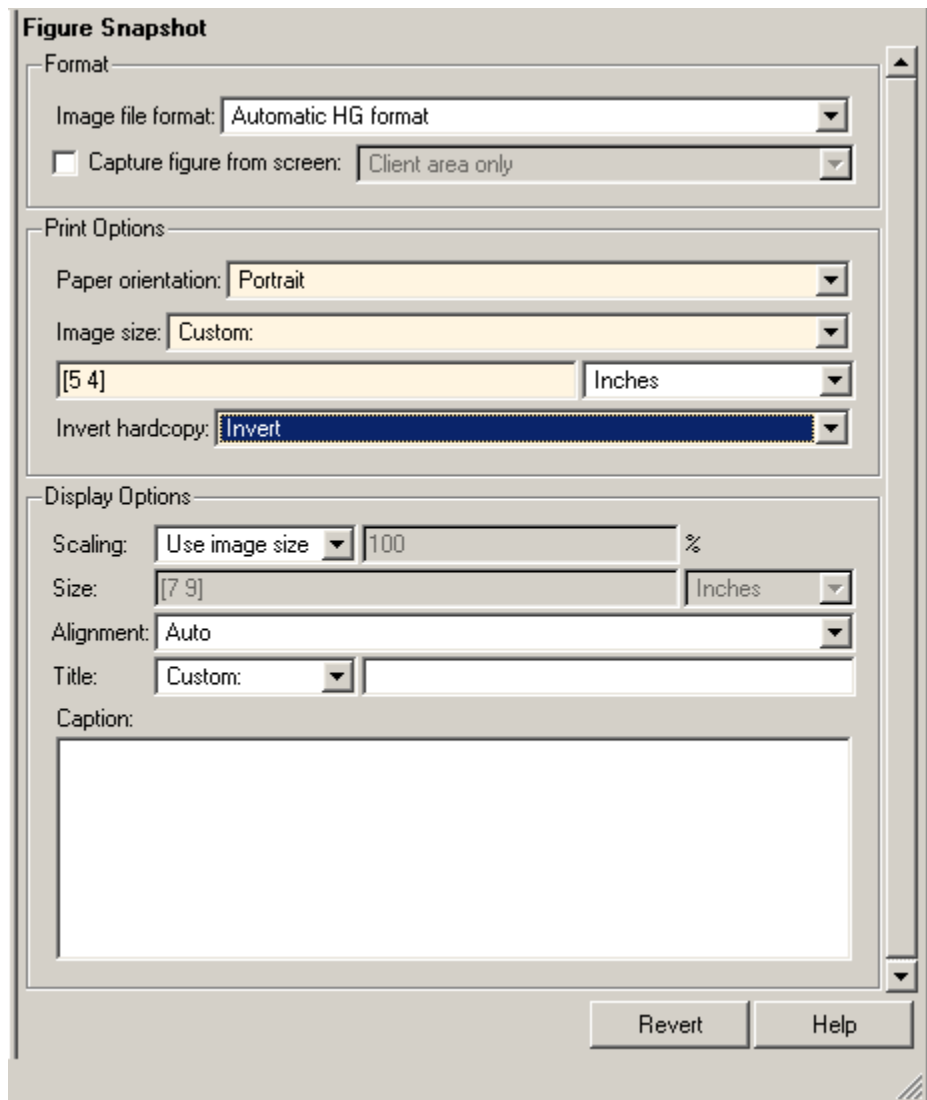 Figure Snapshot
Format
Image file format: Automatic HG format
Capture figure from screen: Client area only
Print Options
Paper orientation: Portrait
Image size: Custom:
[5 4] Inches
Invert hardcopy: Invert
Display Options
Scaling: Use image size 100 %
Size: [7 9] Inches
Alignment: Auto
Title: Custom:
Caption:
Revert Help